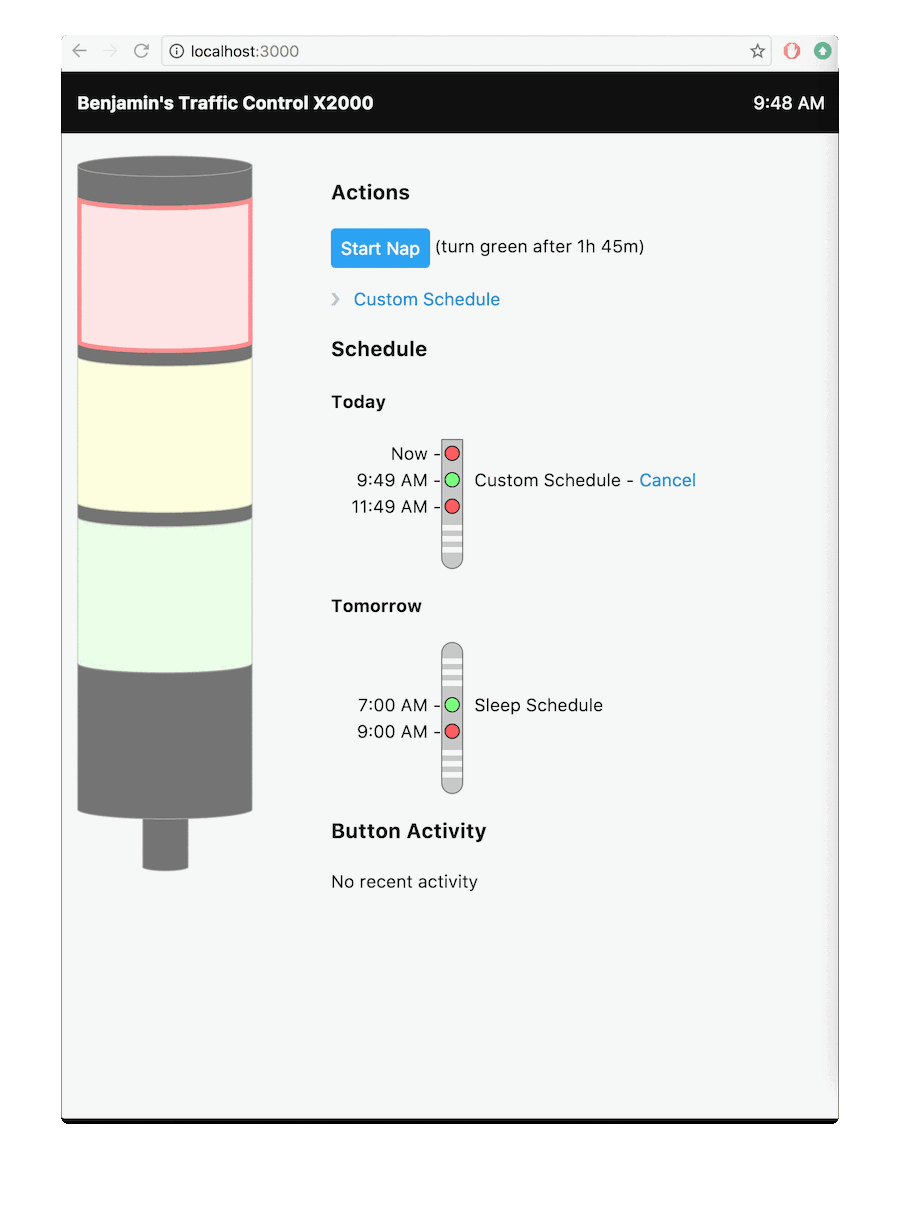 localhost:3000
Benjamin's Traffic Control X2000 9:48 AM
Actions
Start Nap (turn green after 1h 45m)
Custom Schedule
Schedule
Today
Now -
9:49 AM - Custom Schedule - Cancel
11:49 AM -
Tomorrow
7:00 AM - Sleep Schedule
9:00 AM -
Button Activity
No recent activity